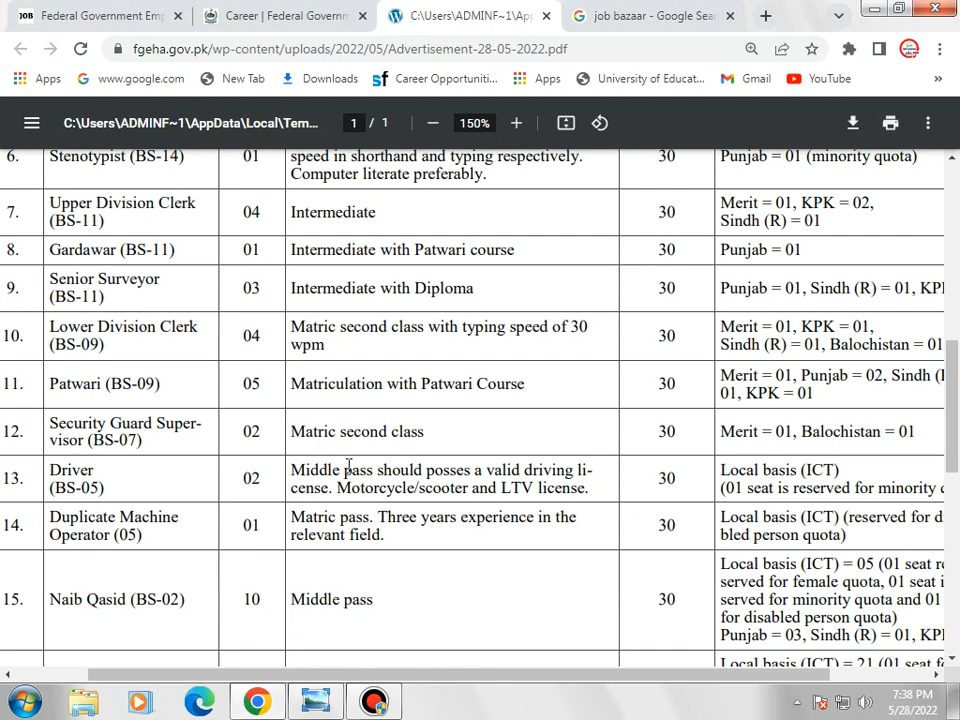 Federal Government Em
Career | Federal Governm
C:\Users\ADMINF~1\App
job bazaar - Google Sea
fgeha.gov.pk/wp-content/uploads/2022/05/Advertisement-28-05-2022.pdf
Apps
www.google.com
New Tab
Downloads
Career Opportuniti...
Apps
University of Educat...
Gmail
YouTube
»
C:\Users\ADMINF~1\AppData\Local\Tem...
1 / 1
150%
6. Stenotypist (BS-14) 01 speed in shorthand and typing respectively. 30 Punjab = 01 (minority quota)
Computer literate preferably.
7. Upper Division Clerk 04 Intermediate 30 Merit = 01, KPK = 02,
(BS-11) Sindh (R) = 01
8. Gardawar (BS-11) 01 Intermediate with Patwari course 30 Punjab = 01
9. Senior Surveyor 03 Intermediate with Diploma 30 Punjab = 01, Sindh (R) = 01, KP
(BS-11)
10. Lower Division Clerk 04 Matric second class with typing speed of 30 30 Merit = 01, KPK = 01,
(BS-09) wpm Sindh (R) = 01, Balochistan = 01
11. Patwari (BS-09) 05 Matriculation with Patwari Course 30 Merit = 01, Punjab = 02, Sindh (
01, KPK = 01
12. Security Guard Super- 02 Matric second class 30 Merit = 01, Balochistan = 01
visor (BS-07)
13. Driver 02 Middle pass should posses a valid driving li- 30 Local basis (ICT)
(BS-05) cense. Motorcycle/scooter and LTV license. (01 seat is reserved for minority
14. Duplicate Machine 01 Matric pass. Three years experience in the 30 Local basis (ICT) (reserved for d
Operator (05) relevant field. bled person quota)
15. Naib Qasid (BS-02) 10 Middle pass 30 Local basis (ICT) = 05 (01 seat re
served for female quota, 01 seat i
served for minority quota and 01
for disabled person quota)
Punjab = 03, Sindh (R) = 01, KP
Local basis (ICT) = 21 (01 seat f
7:38 PM
5/28/2022